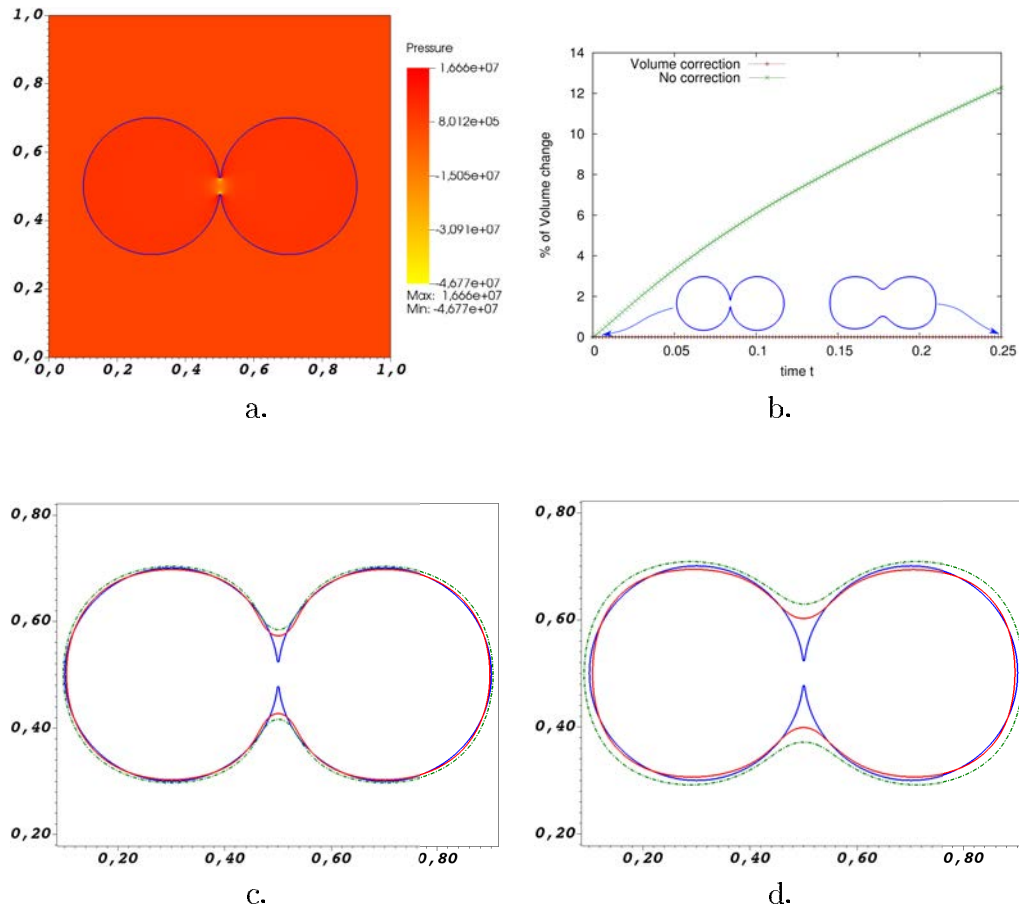 1,0
0,8
0,6
0,4
0,2
0,0
0,0 0,2 0,4 0,6 0,8 1,0
Pressure
1,666e+07
8,012e+05
-1,505e+07
-3,091e+07
-4,677e+07
Max: 1,666e+07
Min: -4,677e+07
a.
14
12
10
8
6
4
2
0
% of Volume change
Volume correction
No correction
0 0.05 0.1 0.15 0.2 0.25
time t
b.
0,80
0,60
0,40
0,20
0,20 0,40 0,60 0,80
c.
0,80
0,60
0,40
0,20
0,20 0,40 0,60 0,80
d.